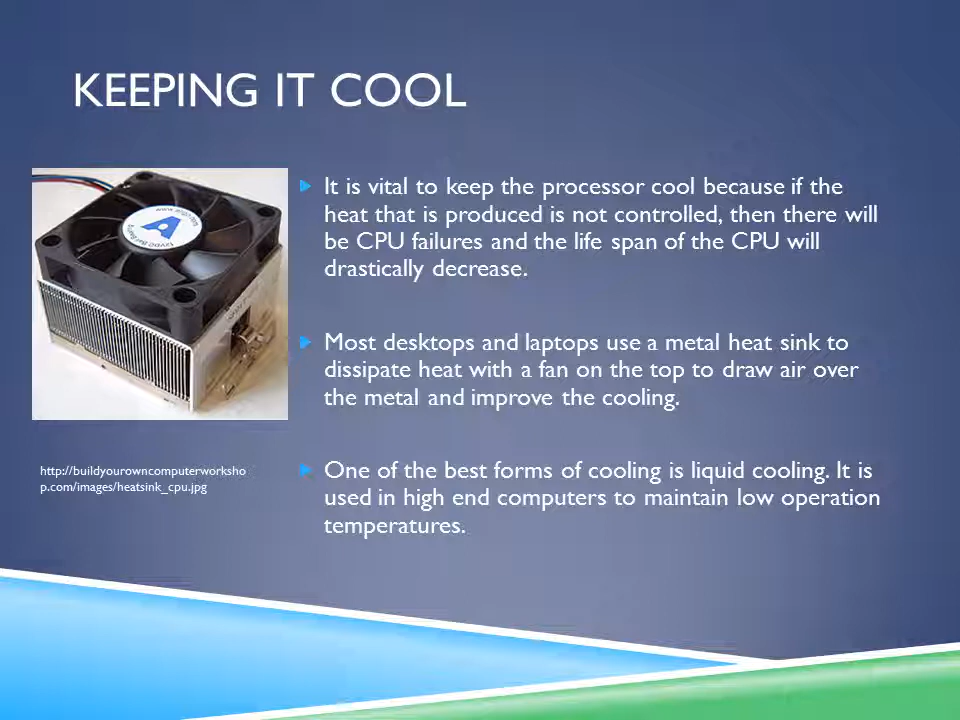 KEEPING IT COOL
It is vital to keep the processor cool because if the
heat that is produced is not controlled, then there will
be CPU failures and the life span of the CPU will
drastically decrease.
Most desktops and laptops use a metal heat sink to
dissipate heat with a fan on the top to draw air over
the metal and improve the cooling.
One of the best forms of cooling is liquid cooling. It is
used in high end computers to maintain low operation
temperatures.
http://buildyourowncomputerworksho
p.com/images/heatsink_cpu.jpg